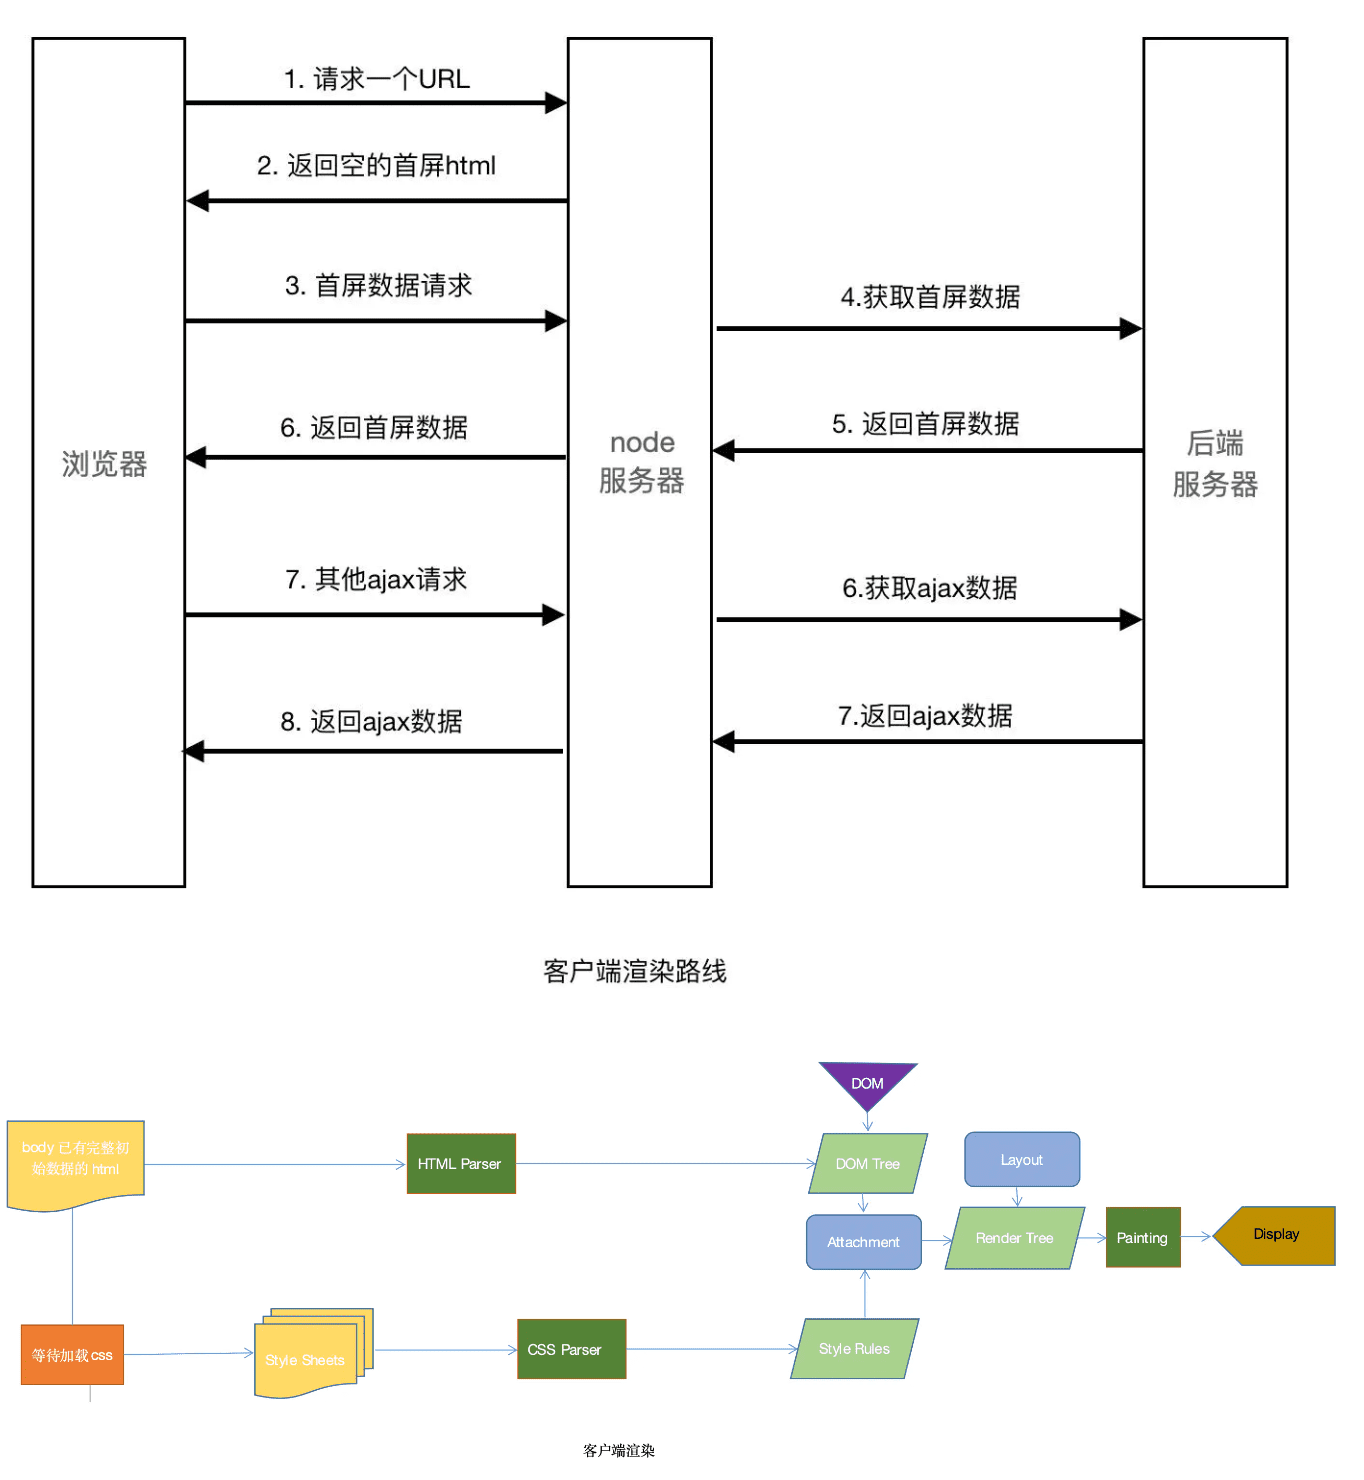 1. 请求一个URL
2. 返回空的首屏html
3. 首屏数据请求
4.获取首屏数据
6. 返回首屏数据
5. 返回首屏数据
浏览器
node
服务器
后端
服务器
7. 其他ajax请求
6.获取ajax数据
8. 返回ajax数据
7.返回ajax数据
客户端渲染路线
DOM
body 已有完整初
始数据的 html
HTML Parser
DOM Tree
Layout
Attachment
Render Tree
Painting
Display
等待加载 css
Style Sheets
CSS Parser
Style Rules
客户端渲染